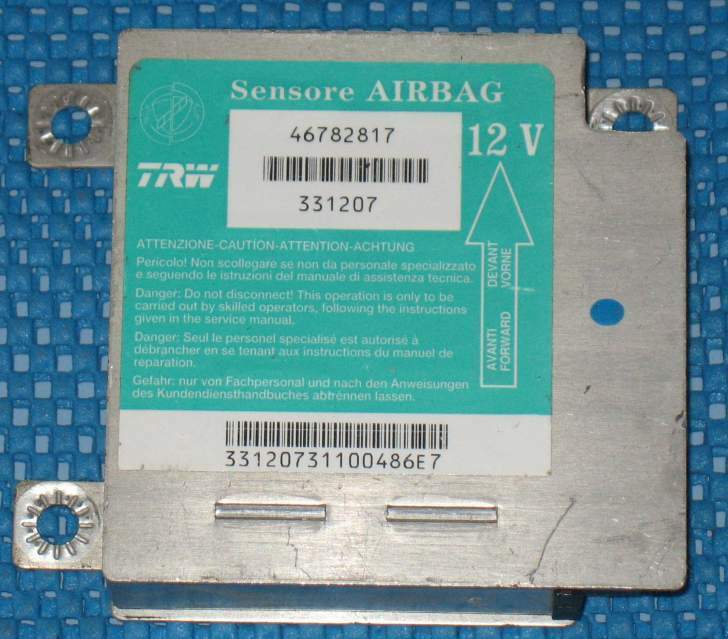 Sensore AIRBAG
46782817
12 V
TRW
331207
ATTENZIONE-CAUTION-ATTENTION-ACHTUNG
Pericolo! Non scollegare se non da personale specializzato
e seguendo le istruzioni del manuale di assistenza tecnica.
Danger: Do not disconnect! This operation is only to be
carried out by skilled operators, following the instructions
given in the service manual.
Danger: Seul le personel specialisé est autorisé à
débrancher en se tenant aux instructions du manuel de
reparation.
Gefahr: nur von Fachpersonal und nach den Anweisungen
des Kundendiensthandbuches abtrennen lassen.
AVANTI DEVANT
FORWARD VORNE
33120731100486E7